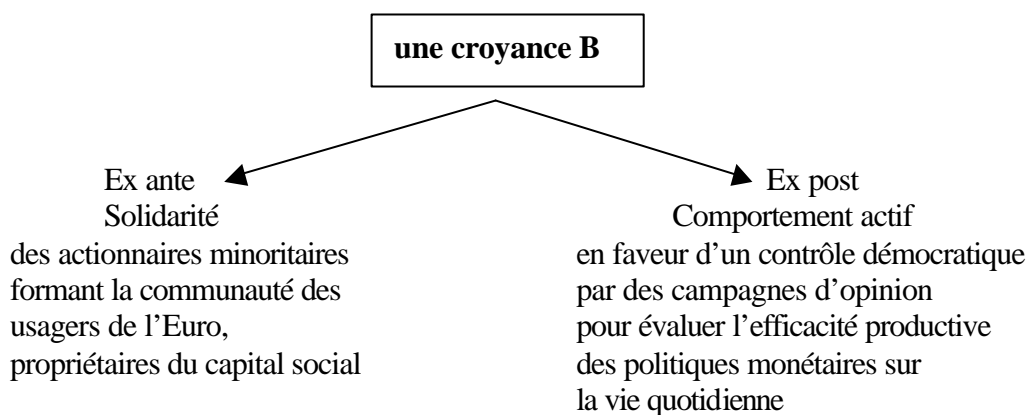 une croyance B
Ex ante
Solidarité
des actionnaires minoritaires
formant la communauté des
usagers de l’Euro,
propriétaires du capital social
Ex post
Comportement actif
en faveur d’un contrôle démocratique
par des campagnes d’opinion
pour évaluer l’efficacité productive
des politiques monétaires sur
la vie quotidienne